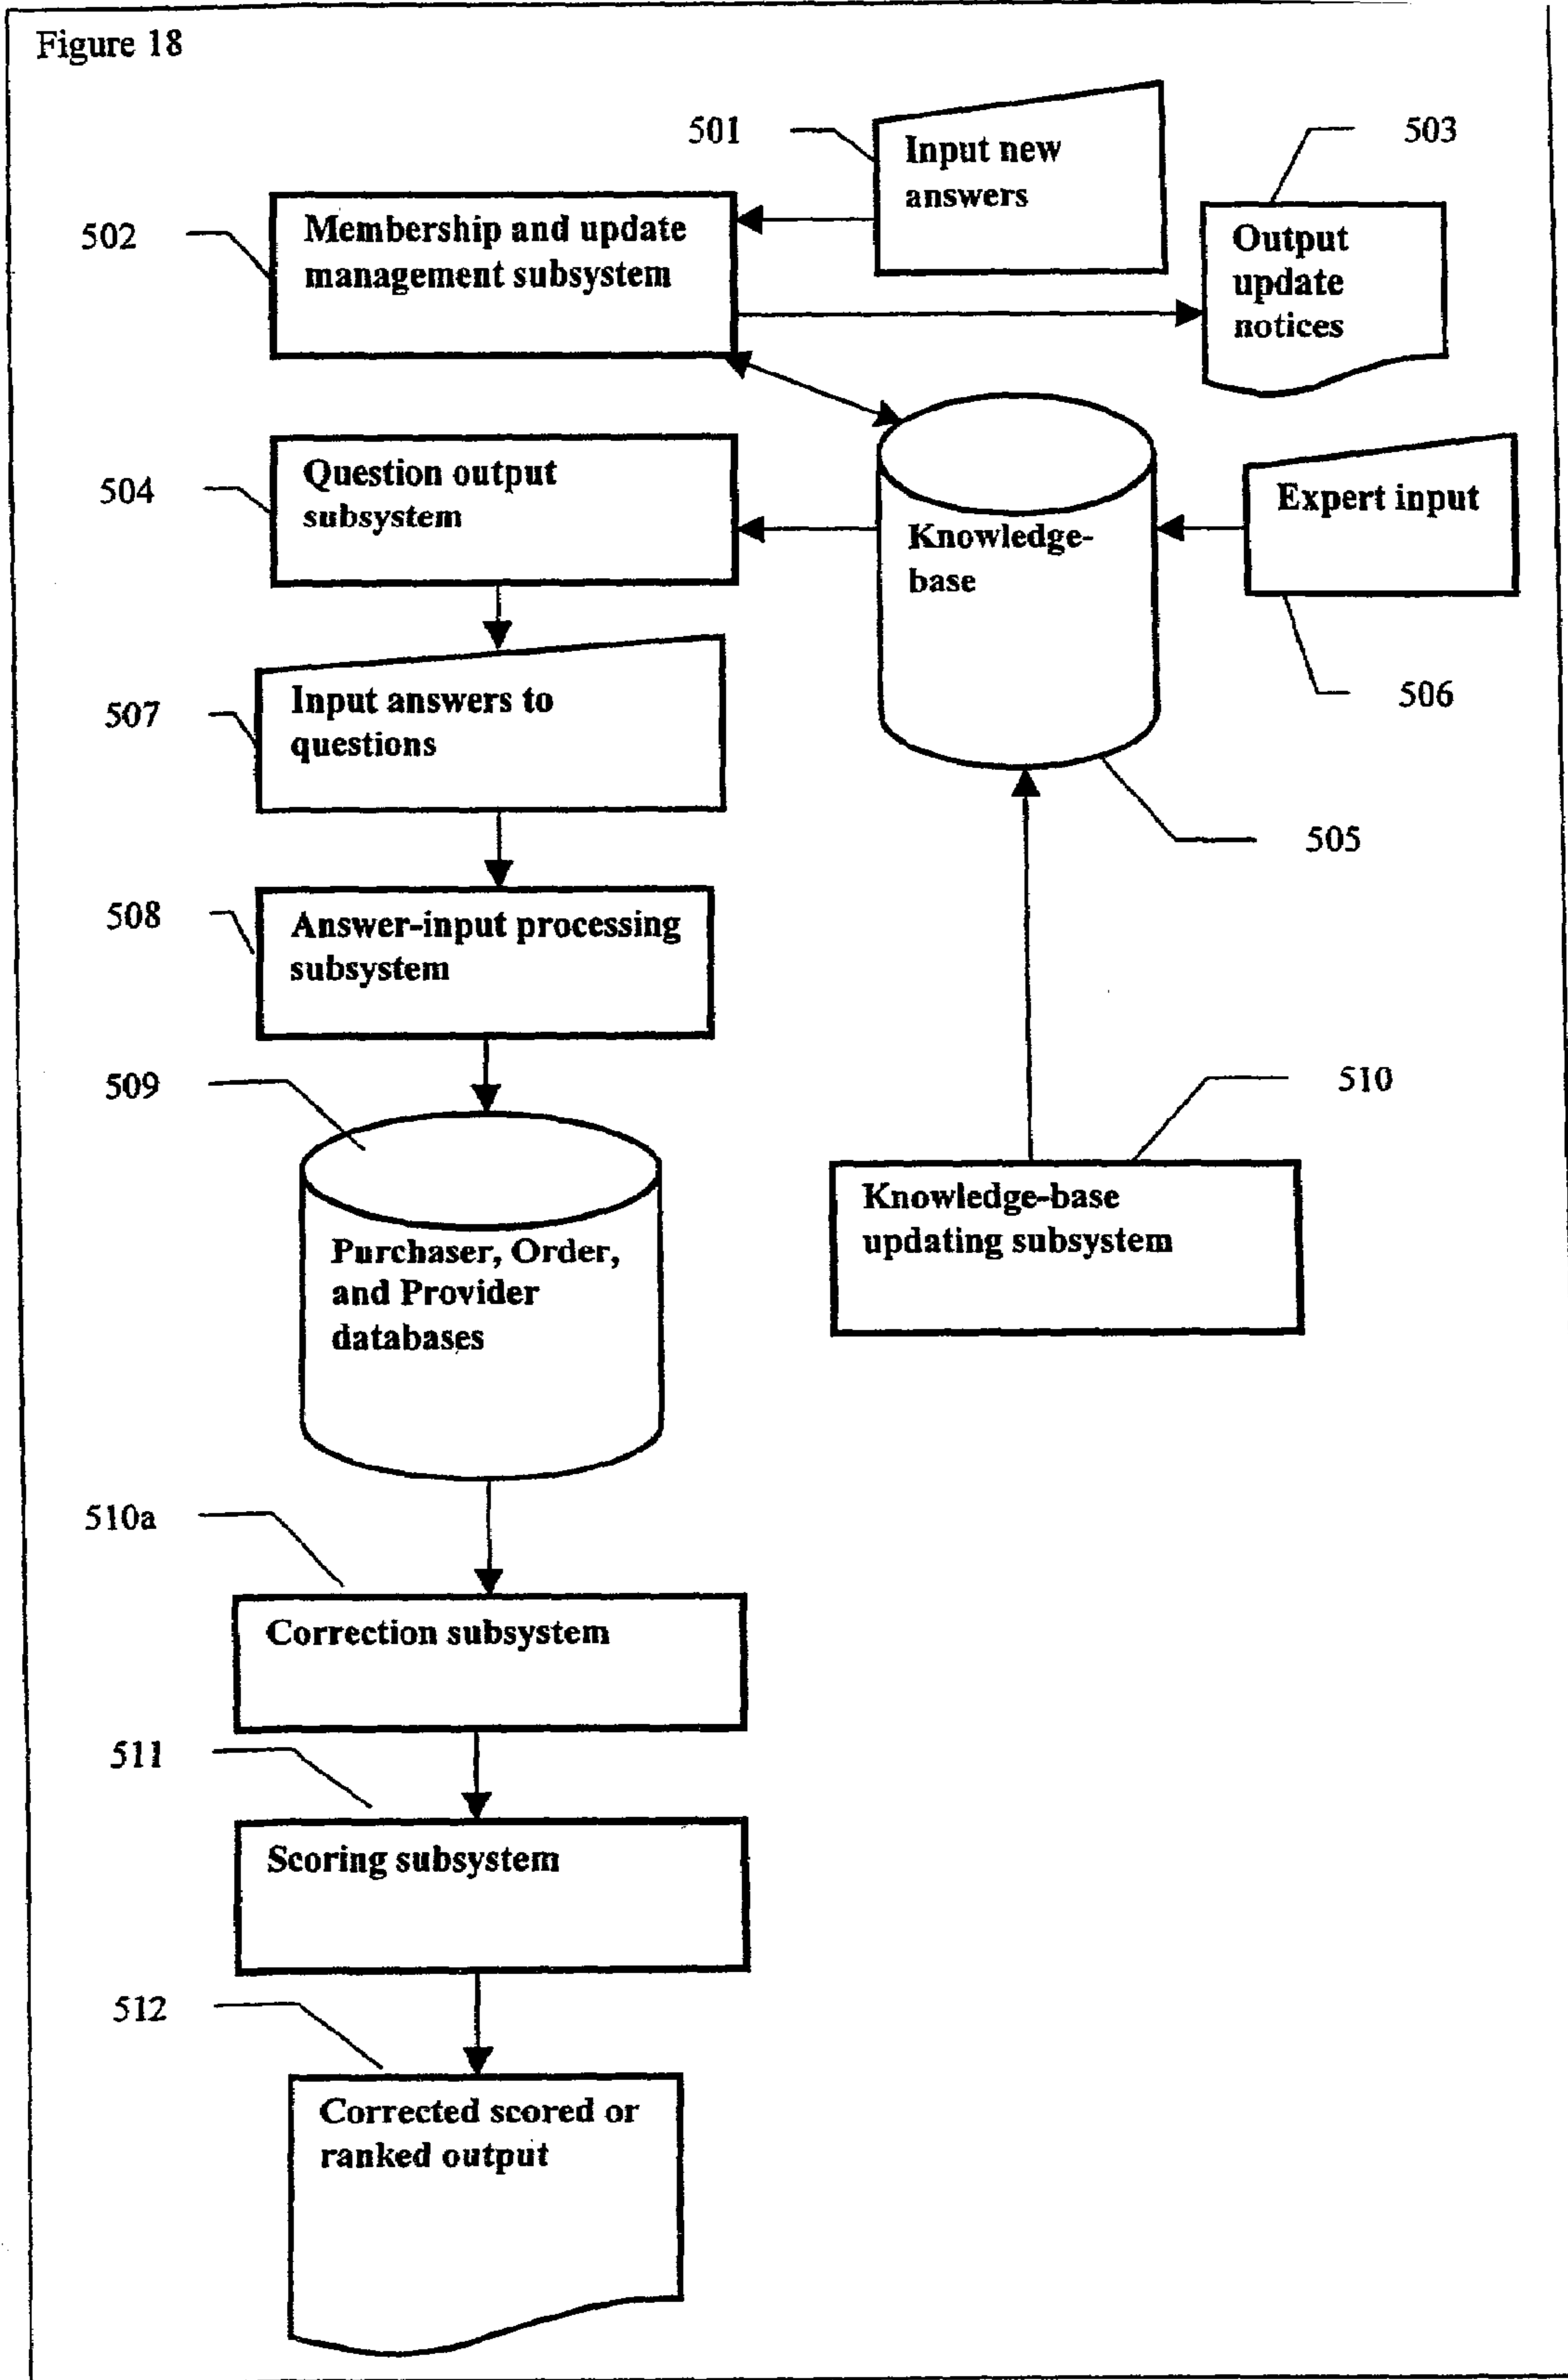 Figure 18
501
Input new
answers
503
Output
update
notices
502
Membership and update
management subsystem
504
Question output
subsystem
Knowledge-
base
Expert input
506
507
Input answers to
questions
505
508
Answer-input processing
subsystem
509
510
Purchaser, Order,
and Provider
databases
Knowledge-base
updating subsystem
510a
Correction subsystem
511
Scoring subsystem
512
Corrected scored or
ranked output